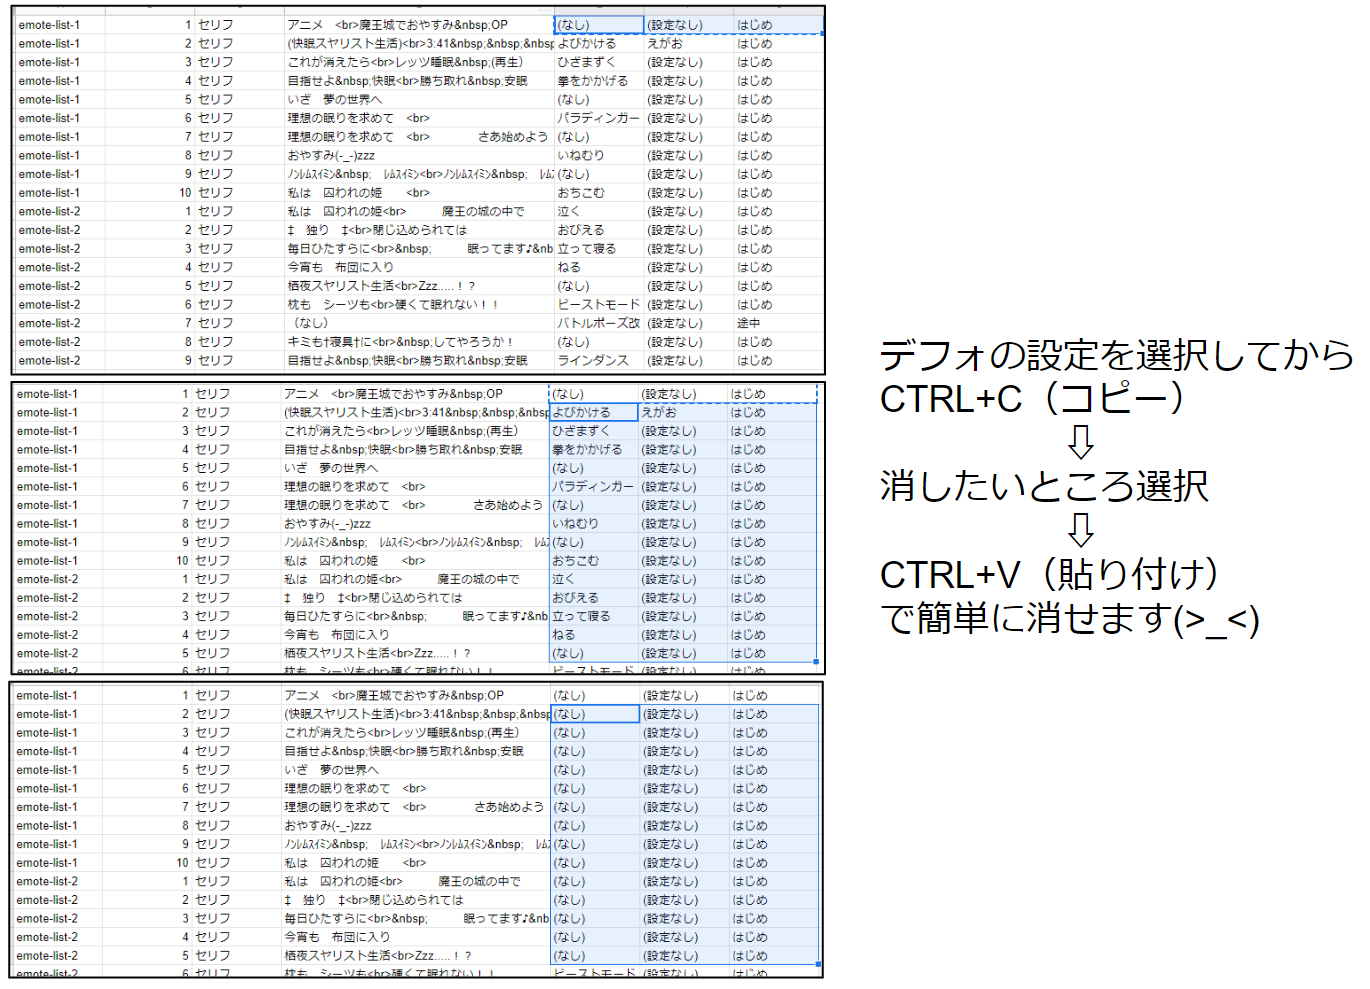 emote-list-1 1 セリフ アニメ　<br>魔王城でおやすみ&nbsp;OP (なし) (設定なし) はじめ
emote-list-1 2 セリフ (快眠スヤリスト生活)<br>3:41&nbsp;&nbsp;&nbsp よびかける えがお はじめ
emote-list-1 3 セリフ これが消えたら<br>レッツ睡眠&nbsp;(再生) ひざまずく (設定なし) はじめ
emote-list-1 4 セリフ 目指せよ&nbsp;快眠<br>勝ち取れ&nbsp;安眠 拳をかかげる (設定なし) はじめ
emote-list-1 5 セリフ いざ　夢の世界へ (なし) (設定なし) はじめ
emote-list-1 6 セリフ 理想の眠りを求めて　<br> パラディンガー (設定なし) はじめ
emote-list-1 7 セリフ 理想の眠りを求めて　<br>　　　　さあ始めよう (なし) (設定なし) はじめ
emote-list-1 8 セリフ おやすみ(-_-)zzz いねむり (設定なし) はじめ
emote-list-1 9 セリフ ﾉﾝﾚﾑｽｲﾐﾝ&nbsp;　ﾚﾑｽｲﾐﾝ<br>ﾉﾝﾚﾑｽｲﾐﾝ&nbsp;　ﾚﾑｽ (なし) (設定なし) はじめ
emote-list-1 10 セリフ 私は　囚われの姫　　<br> おちこむ (設定なし) はじめ
emote-list-2 1 セリフ 私は　囚われの姫<br>　　　魔王の城の中で 泣く (設定なし) はじめ
emote-list-2 2 セリフ ‡　独り　‡<br>閉じ込められては おびえる (設定なし) はじめ
emote-list-2 3 セリフ 毎日ひたすらに<br>&nbsp;　　　眠ってます♪&nb 立って寝る (設定なし) はじめ
emote-list-2 4 セリフ 今宵も　布団に入り ねる (設定なし) はじめ
emote-list-2 5 セリフ 栖夜スヤリスト生活<br>Zzz.....！？ (なし) (設定なし) はじめ
emote-list-2 6 セリフ 枕も　シーツも<br>硬くて眠れない！！ ビーストモード (設定なし) はじめ
emote-list-2 7 セリフ （なし） バトルポーズ改 (設定なし) 途中
emote-list-2 8 セリフ キミも†寝具†に<br>&nbsp;してやろうか！ (なし) (設定なし) はじめ
emote-list-2 9 セリフ 目指せよ&nbsp;快眠<br>勝ち取れ&nbsp;安眠 ラインダンス (設定なし) はじめ
emote-list-1 1 セリフ アニメ　<br>魔王城でおやすみ&nbsp;OP (なし) (設定なし) はじめ
emote-list-1 2 セリフ (快眠スヤリスト生活)<br>3:41&nbsp;&nbsp;&nbsp よびかける えがお はじめ
emote-list-1 3 セリフ これが消えたら<br>レッツ睡眠&nbsp;(再生) ひざまずく (設定なし) はじめ
emote-list-1 4 セリフ 目指せよ&nbsp;快眠<br>勝ち取れ&nbsp;安眠 拳をかかげる (設定なし) はじめ
emote-list-1 5 セリフ いざ　夢の世界へ (なし) (設定なし) はじめ
emote-list-1 6 セリフ 理想の眠りを求めて　<br> パラディンガー (設定なし) はじめ
emote-list-1 7 セリフ 理想の眠りを求めて　<br>　　　　さあ始めよう (なし) (設定なし) はじめ
emote-list-1 8 セリフ おやすみ(-_-)zzz いねむり (設定なし) はじめ
emote-list-1 9 セリフ ﾉﾝﾚﾑｽｲﾐﾝ&nbsp;　ﾚﾑｽｲﾐﾝ<br>ﾉﾝﾚﾑｽｲﾐﾝ&nbsp;　ﾚﾑｽ (なし) (設定なし) はじめ
emote-list-1 10 セリフ 私は　囚われの姫　　<br> おちこむ (設定なし) はじめ
emote-list-2 1 セリフ 私は　囚われの姫<br>　　　魔王の城の中で 泣く (設定なし) はじめ
emote-list-2 2 セリフ ‡　独り　‡<br>閉じ込められては おびえる (設定なし) はじめ
emote-list-2 3 セリフ 毎日ひたすらに<br>&nbsp;　　　眠ってます♪&nb 立って寝る (設定なし) はじめ
emote-list-2 4 セリフ 今宵も　布団に入り ねる (設定なし) はじめ
emote-list-2 5 セリフ 栖夜スヤリスト生活<br>Zzz.....！？ (なし) (設定なし) はじめ
emote-list-2 6 セリフ 枕も　シーツも<br>硬くて眠れない！！ ビーストモード (設定なし) はじめ
emote-list-1 1 セリフ アニメ　<br>魔王城でおやすみ&nbsp;OP (なし) (設定なし) はじめ
emote-list-1 2 セリフ (快眠スヤリスト生活)<br>3:41&nbsp;&nbsp;&nbsp (なし) (設定なし) はじめ
emote-list-1 3 セリフ これが消えたら<br>レッツ睡眠&nbsp;(再生) (なし) (設定なし) はじめ
emote-list-1 4 セリフ 目指せよ&nbsp;快眠<br>勝ち取れ&nbsp;安眠 (なし) (設定なし) はじめ
emote-list-1 5 セリフ いざ　夢の世界へ (なし) (設定なし) はじめ
emote-list-1 6 セリフ 理想の眠りを求めて　<br> (なし) (設定なし) はじめ
emote-list-1 7 セリフ 理想の眠りを求めて　<br>　　　　さあ始めよう (なし) (設定なし) はじめ
emote-list-1 8 セリフ おやすみ(-_-)zzz (なし) (設定なし) はじめ
emote-list-1 9 セリフ ﾉﾝﾚﾑｽｲﾐﾝ&nbsp;　ﾚﾑｽｲﾐﾝ<br>ﾉﾝﾚﾑｽｲﾐﾝ&nbsp;　ﾚﾑｽ (なし) (設定なし) はじめ
emote-list-1 10 セリフ 私は　囚われの姫　　<br> (なし) (設定なし) はじめ
emote-list-2 1 セリフ 私は　囚われの姫<br>　　　魔王の城の中で (なし) (設定なし) はじめ
emote-list-2 2 セリフ ‡　独り　‡<br>閉じ込められては (なし) (設定なし) はじめ
emote-list-2 3 セリフ 毎日ひたすらに<br>&nbsp;　　　眠ってます♪&nb (なし) (設定なし) はじめ
emote-list-2 4 セリフ 今宵も　布団に入り (なし) (設定なし) はじめ
emote-list-2 5 セリフ 栖夜スヤリスト生活<br>Zzz.....！？ (なし) (設定なし) はじめ
emote-list-2 6 セリフ 枕も　シーツも<br>硬くて眠れない！！ ビーストモード (設定なし) はじめ
デフォの設定を選択してから
CTRL+C（コピー）
⇩
消したいところ選択
⇩
CTRL+V（貼り付け）
で簡単に消せます(>_<)